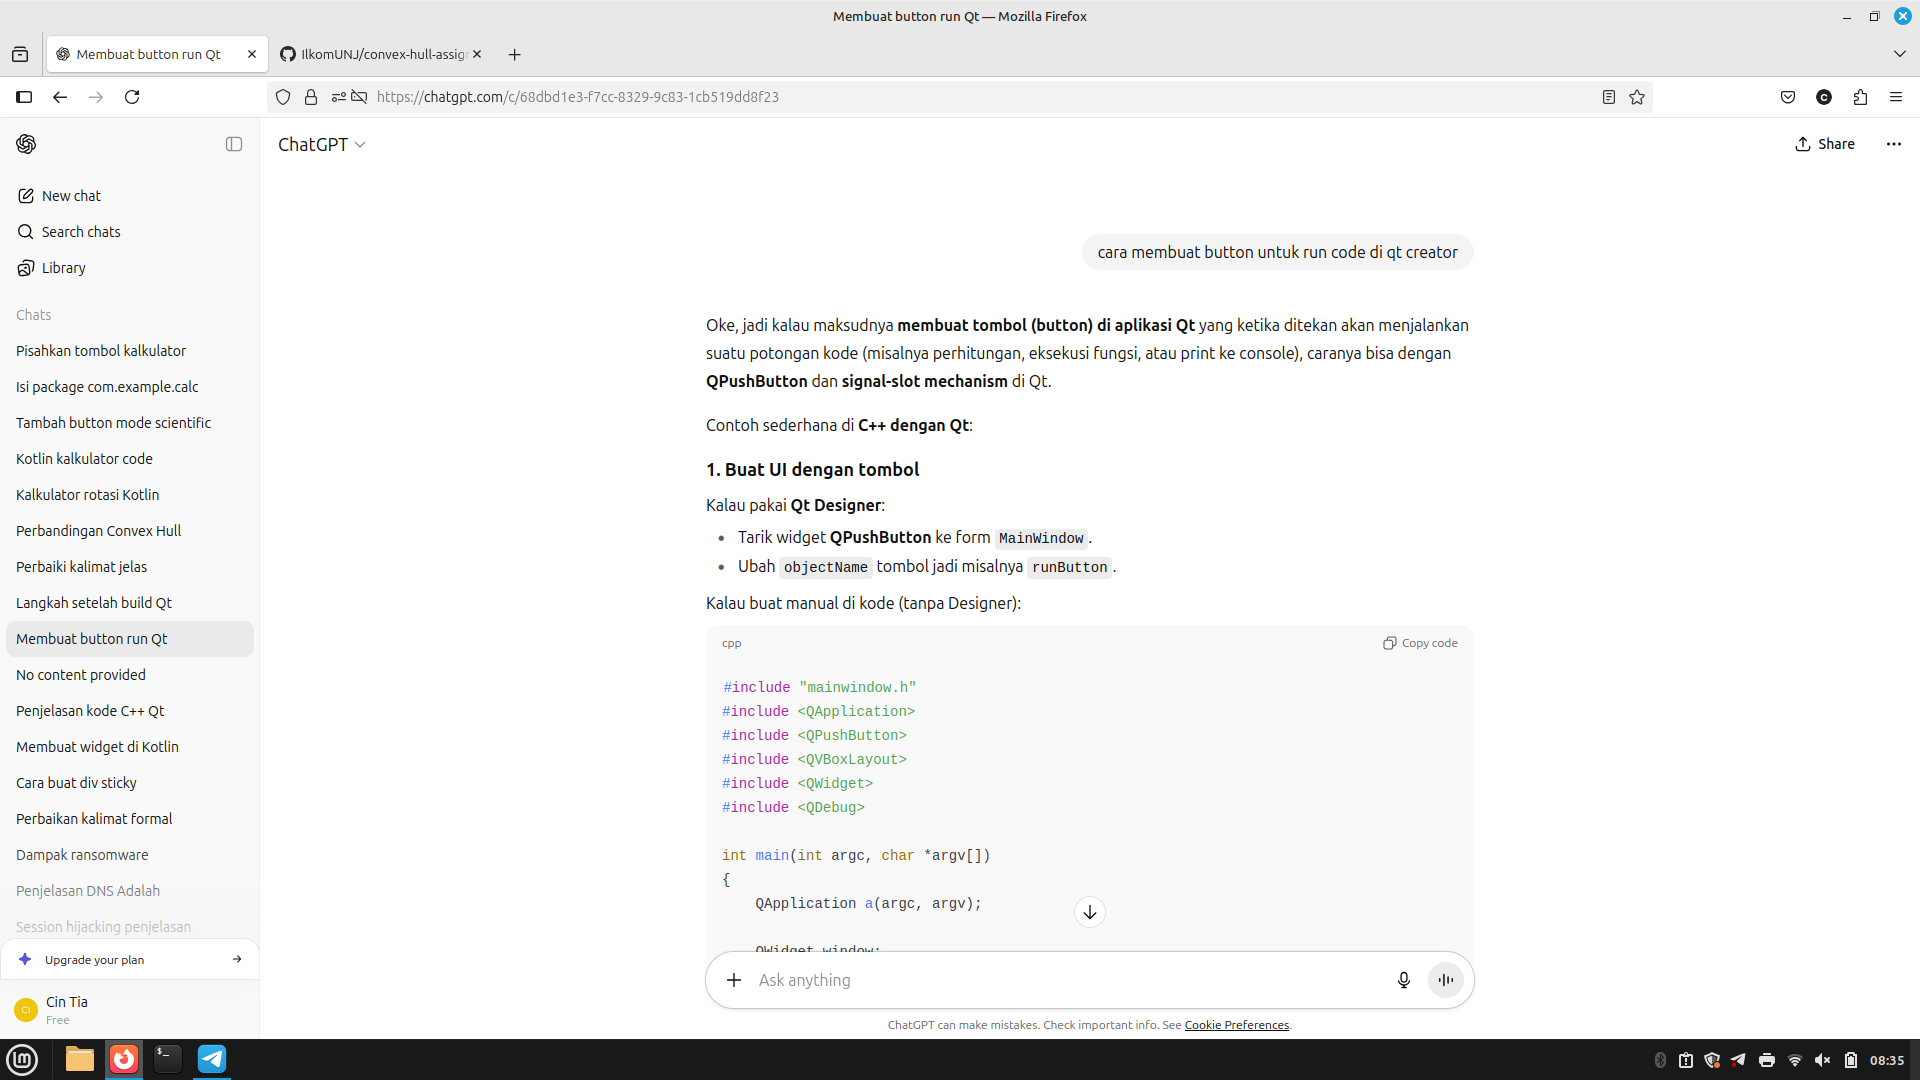 Membuat button run Qt — Mozilla Firefox
Membuat button run Qt
IlkomUNJ/convex-hull-assig
https://chatgpt.com/c/68dbd1e3-f7cc-8329-9c83-1cb519dd8f23
ChatGPT
Share
New chat
Search chats
Library
Chats
Pisahkan tombol kalkulator
Isi package com.example.calc
Tambah button mode scientific
Kotlin kalkulator code
Kalkulator rotasi Kotlin
Perbandingan Convex Hull
Perbaiki kalimat jelas
Langkah setelah build Qt
Membuat button run Qt
No content provided
Penjelasan kode C++ Qt
Membuat widget di Kotlin
Cara buat div sticky
Perbaikan kalimat formal
Dampak ransomware
Penjelasan DNS Adalah
Session hijacking penjelasan
Upgrade your plan
CI
Cin Tia
Free
cara membuat button untuk run code di qt creator
Oke, jadi kalau maksudnya membuat tombol (button) di aplikasi Qt yang ketika ditekan akan menjalankan
suatu potongan kode (misalnya perhitungan, eksekusi fungsi, atau print ke console), caranya bisa dengan
QPushButton dan signal-slot mechanism di Qt.
Contoh sederhana di C++ dengan Qt:
1. Buat UI dengan tombol
Kalau pakai Qt Designer:
• Tarik widget QPushButton ke form MainWindow.
• Ubah objectName tombol jadi misalnya runButton.
Kalau buat manual di kode (tanpa Designer):
cpp
Copy code
#include "mainwindow.h"
#include <QApplication>
#include <QPushButton>
#include <QVBoxLayout>
#include <QWidget>
#include <QDebug>
int main(int argc, char *argv[])
{
QApplication a(argc, argv);
QWidget window;
Ask anything
ChatGPT can make mistakes. Check important info. See Cookie Preferences.
08:35